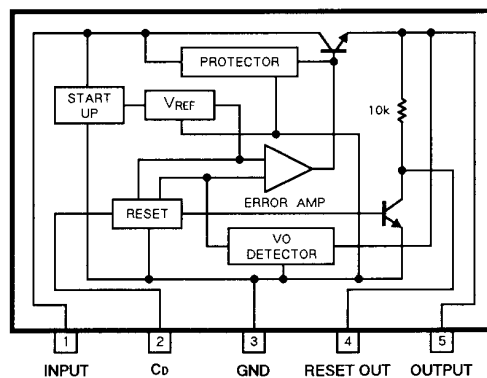 PROTECTOR
START
UP
VREF
10k
ERROR AMP
RESET
VO
DETECTOR
1 2 3 4 5
INPUT CD GND RESET OUT OUTPUT